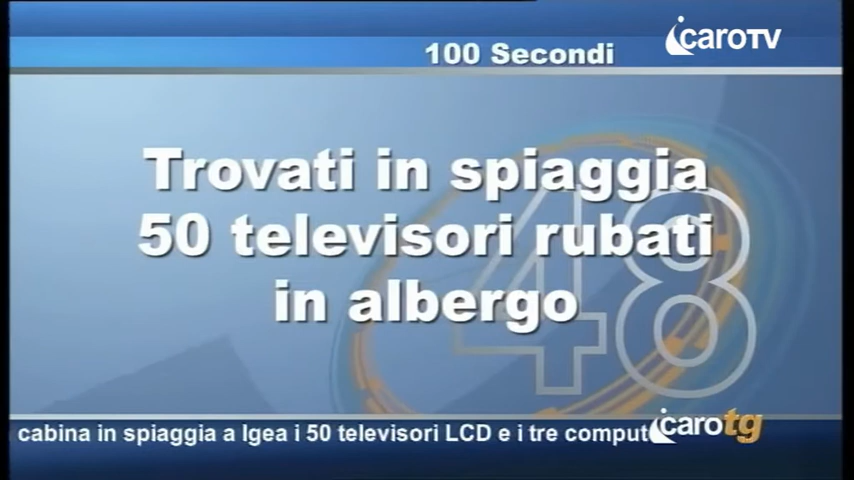 100 Secondi
icaroTV
Trovati in spiaggia
50 televisori rubati
in albergo
48
cabina in spiaggia a Igea i 50 televisori LCD e i tre comput
icarotg